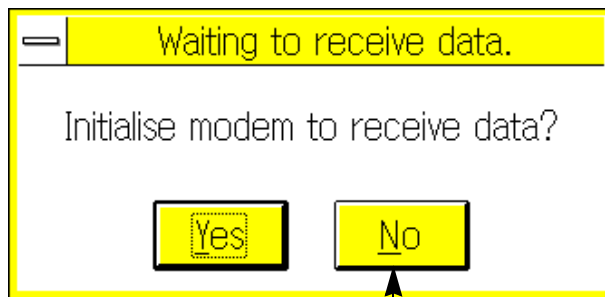 Waiting to receive data.
Initialise modem to receive data?
Yes No